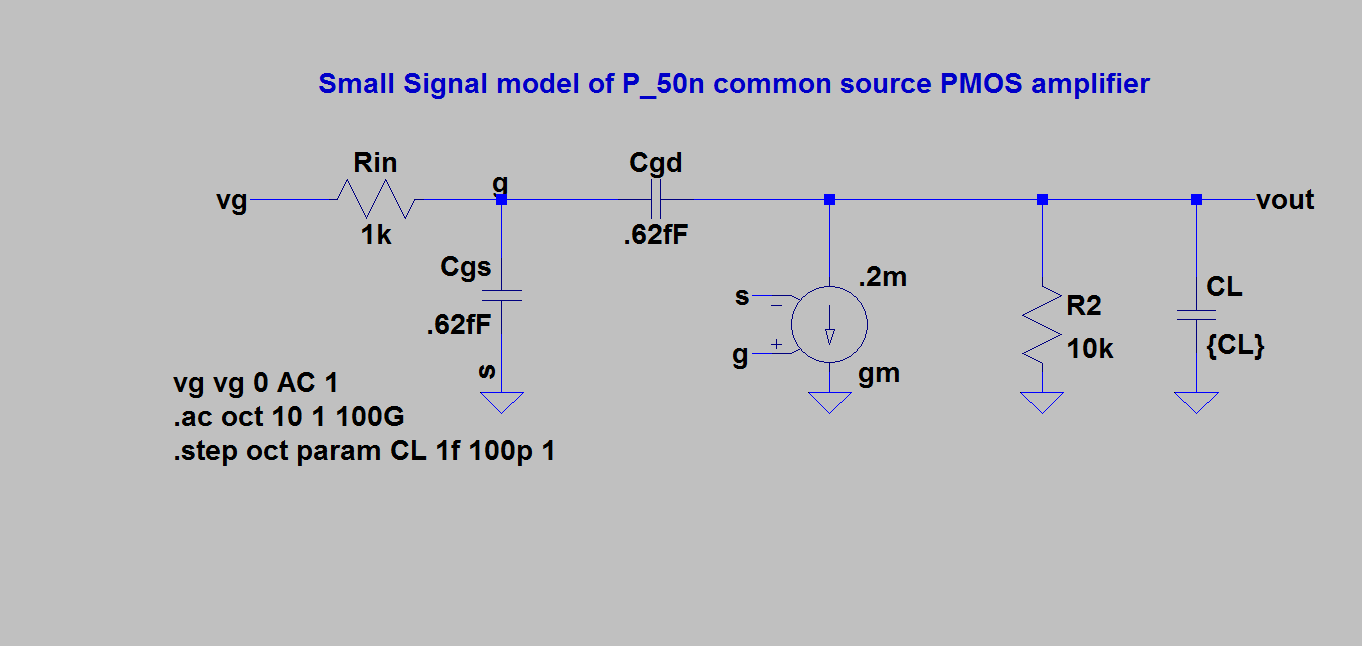 Small Signal model of P_50n common source PMOS amplifier
Rin
Cgd
g
vg
vout
1k
.62fF
Cgs
.62fF
s
s
g
.2m
gm
R2
10k
CL
{CL}
vg vg 0 AC 1
.ac oct 10 1 100G
.step oct param CL 1f 100p 1